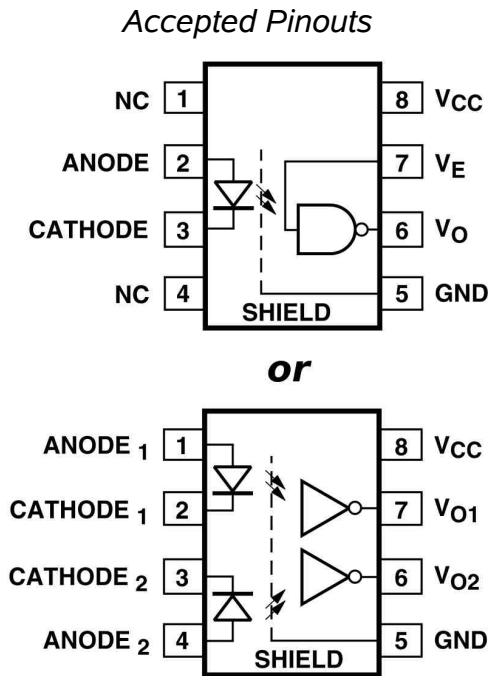 Accepted Pinouts
NC 1 8 VCC
ANODE 2 7 VE
CATHODE 3 6 VO
NC 4 5 GND
SHIELD
or
ANODE 1 1 8 VCC
CATHODE 1 2 7 VO1
CATHODE 2 3 6 VO2
ANODE 2 4 5 GND
SHIELD